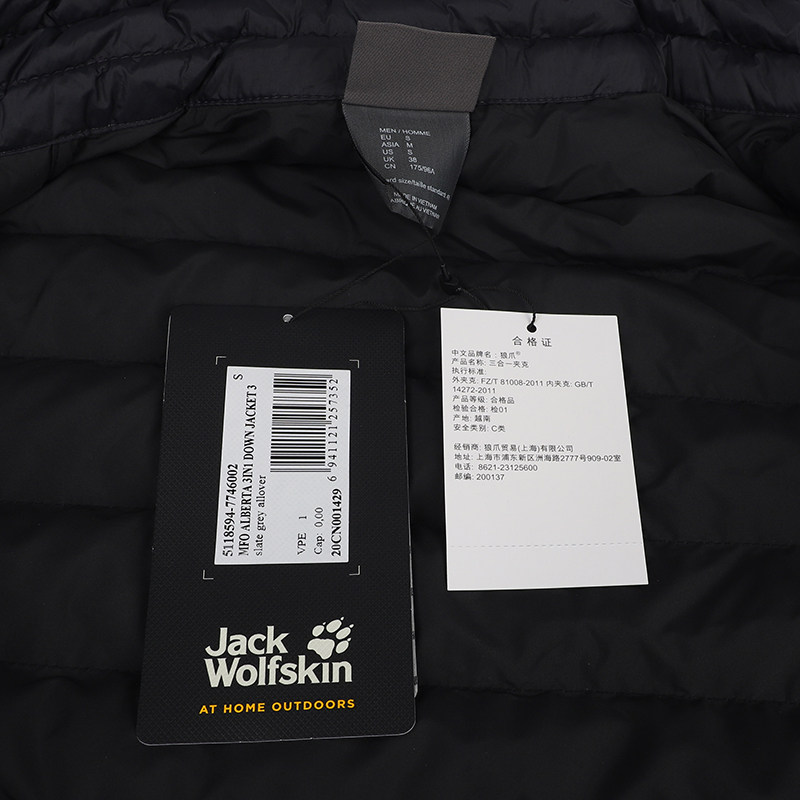 MEN / HOMME
EU S
ASIA M
US S
UK 38
CN 175/96A
size/taille standard
MADE IN VIETNAM
AU VIETNAM
S
5118594-7746002
MFO ALBERTA 3IN1 DOWN JACKET 3
slate grey allover
VPE 1
Cap 0,00
20CN001429
6 941121 257352
Jack
Wolfskin
AT HOME OUTDOORS
合格证
中文品牌名：狼爪®
产品名称: 三合一夹克
执行标准:
外夹克: FZ/T 81008-2011 内夹克: GB/T
14272-2011
产品等级: 合格品
检验合格: 检01
产地: 越南
安全类别: C类
经销商: 狼爪贸易(上海)有限公司
地址: 上海市浦东新区洲海路2777号909-02室
电话: 8621-23125600
邮编: 200137